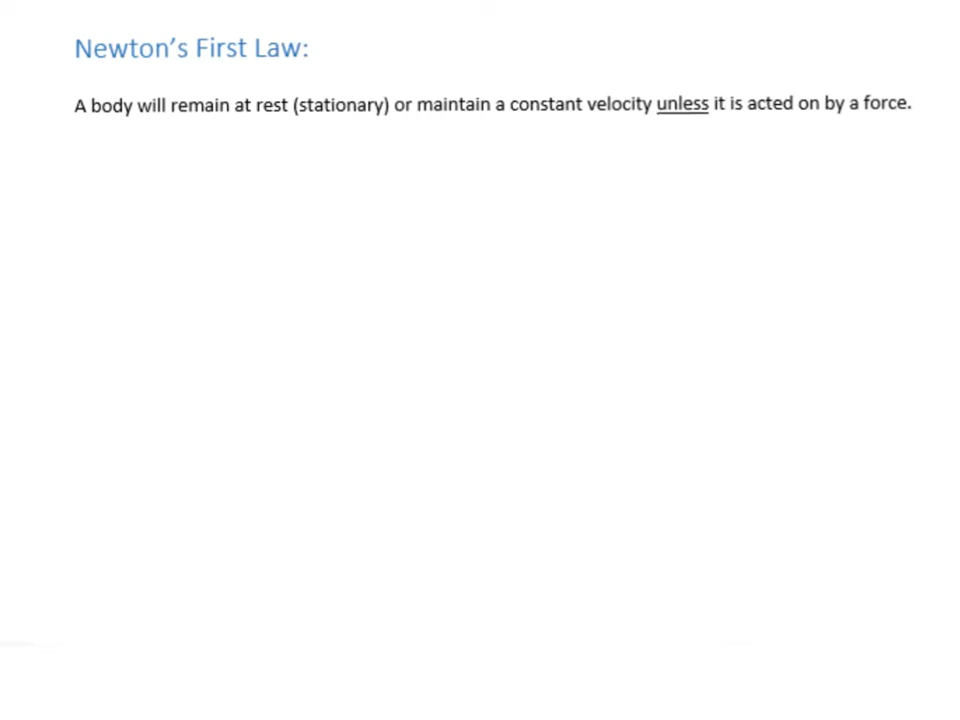 Newton’s First Law:
A body will remain at rest (stationary) or maintain a constant velocity unless it is acted on by a force.